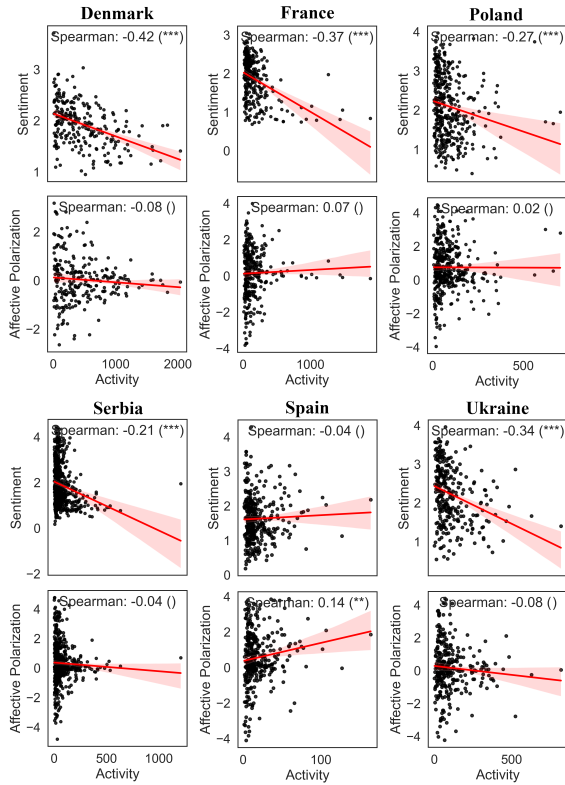 Denmark France Poland
Spearman: -0.42 (***) Spearman: -0.37 (***) Spearman: -0.27 (***)
Sentiment 3 2 1
Sentiment 3 2 1 0
Sentiment 4 3 2 1
Spearman: -0.08 () Spearman: 0.07 () Spearman: 0.02 ()
Affective Polarization 2 0 −2
Affective Polarization 4 2 0 −2 −4
Affective Polarization 4 2 0 −2 −4
0 1000 2000 0 1000 0 500
Activity Activity Activity
Serbia Spain Ukraine
Spearman: -0.21 (***) Spearman: -0.04 () Spearman: -0.34 (***)
Sentiment 4 2 0 −2
Sentiment 4 3 2 1 0
Sentiment 4 3 2 1
Spearman: -0.04 () Spearman: 0.14 (**) Spearman: -0.08 ()
Affective Polarization 4 2 0 −2 −4
Affective Polarization 4 2 0 −2 −4
Affective Polarization 4 2 0 −2 −4
0 1000 0 100 0 500
Activity Activity Activity